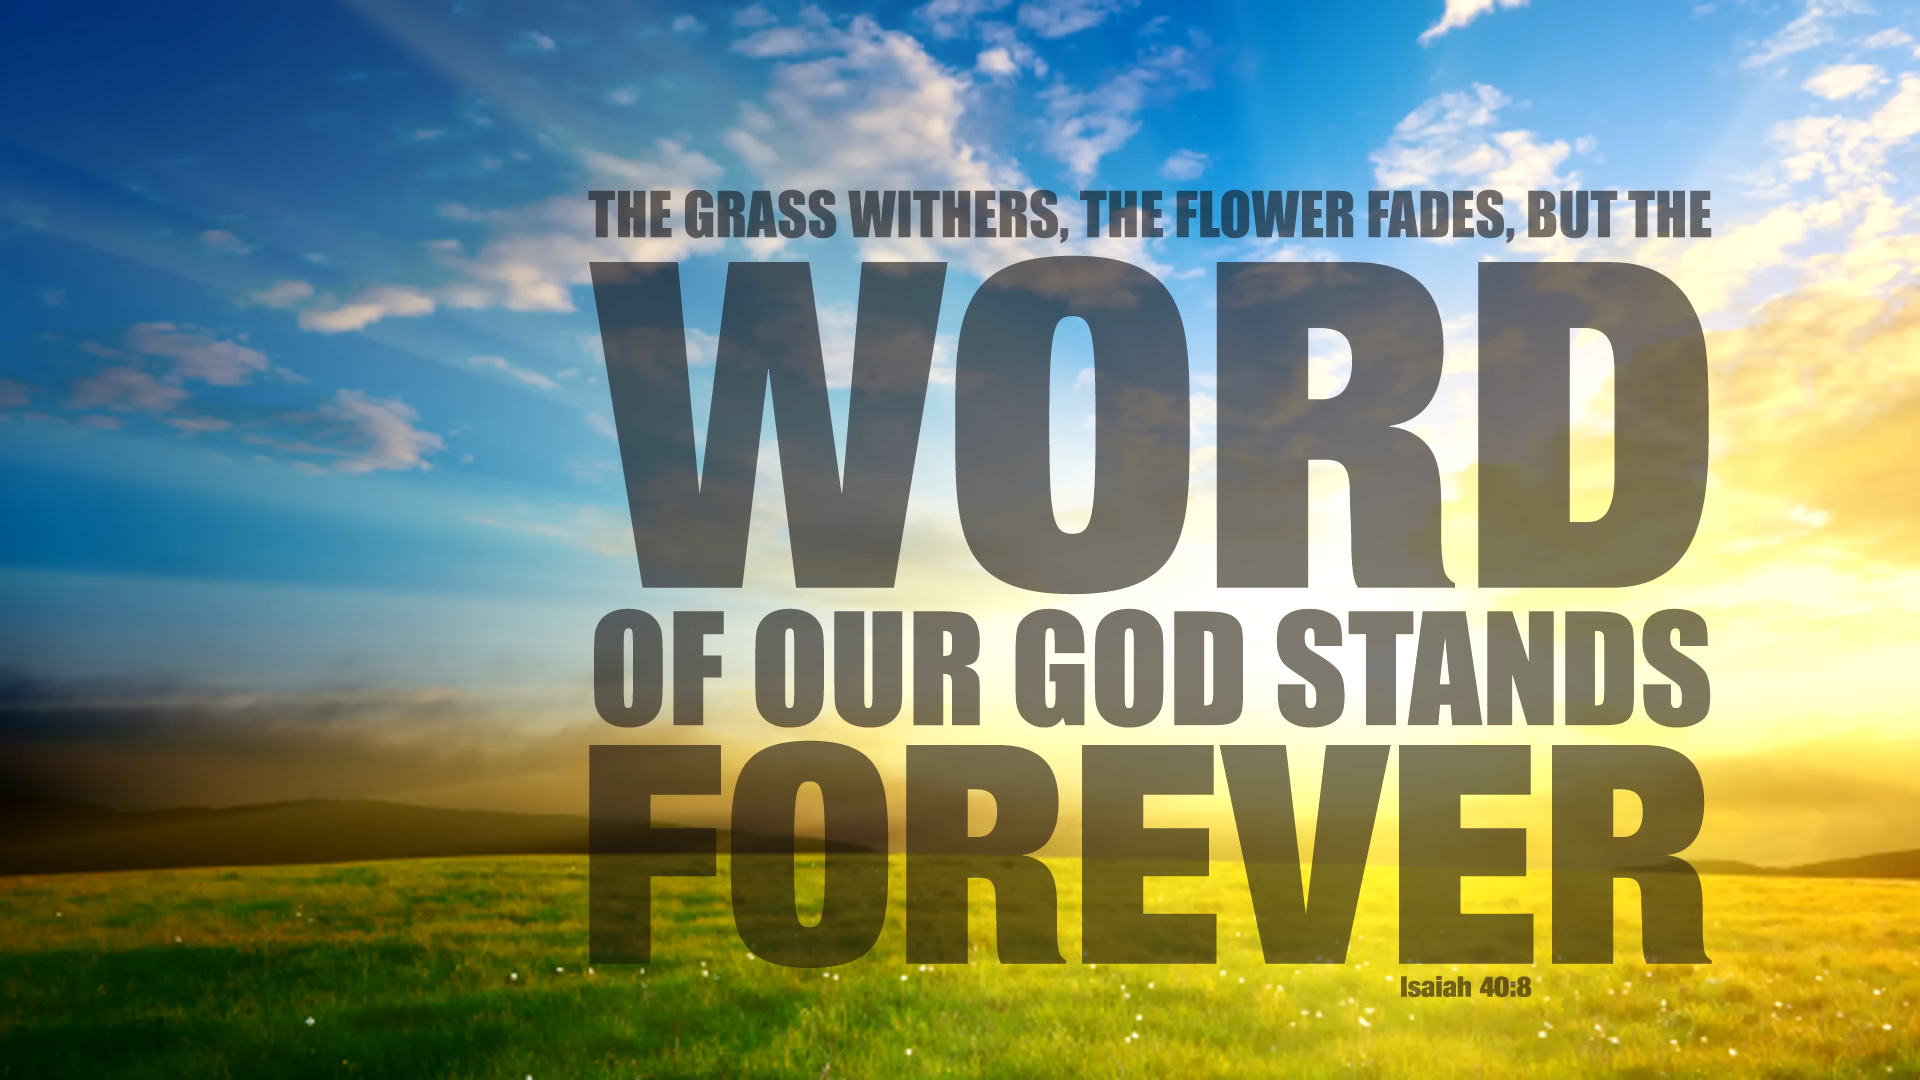 THE GRASS WITHERS, THE FLOWER FADES, BUT THE
WORD
OF OUR GOD STANDS
FOREVER
Isaiah 40:8